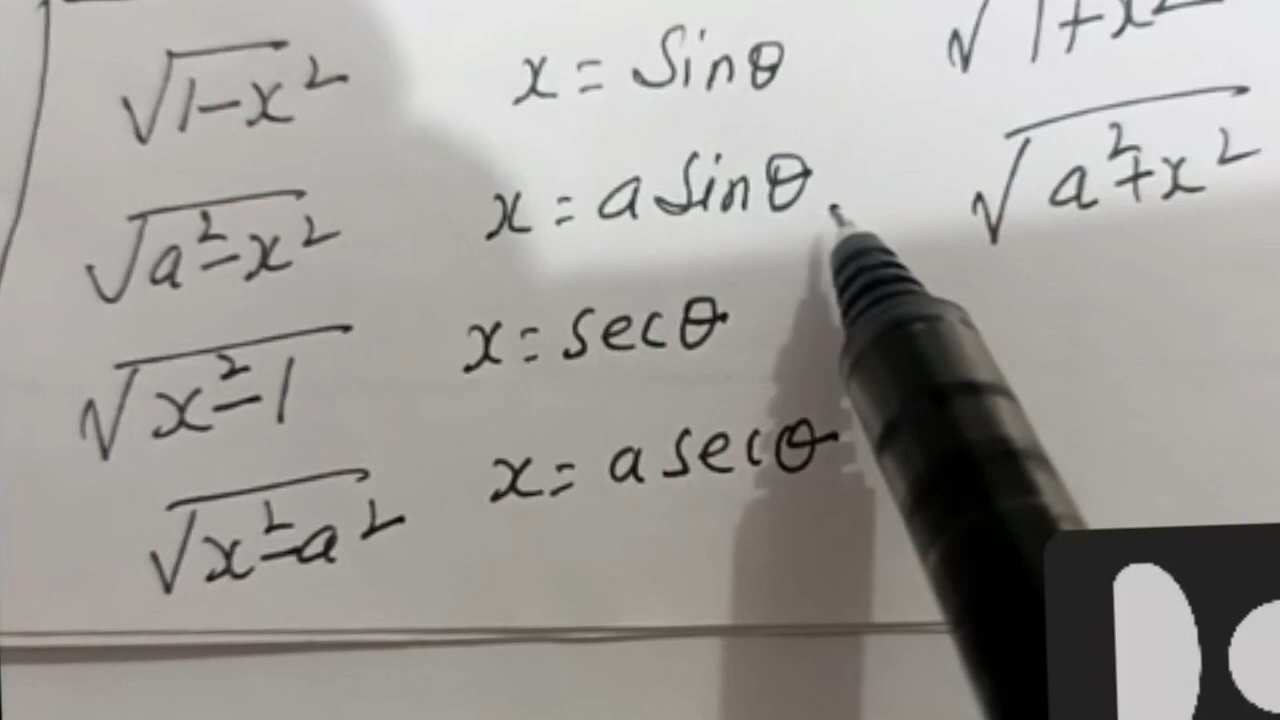 √1-x² x = Sinθ √1+x²
√a²-x² x = a Sinθ √a²+x²
√x²-1 x = secθ
√x²-a² x = a secθ